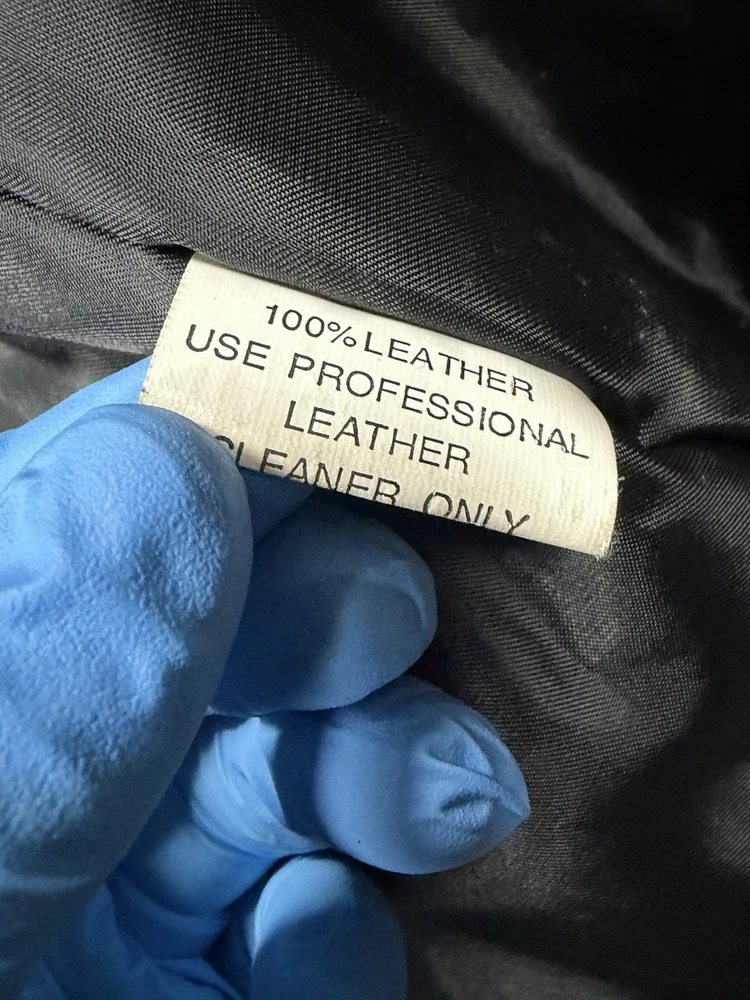 100% LEATHER
USE PROFESSIONAL
LEATHER
CLEANER ONLY